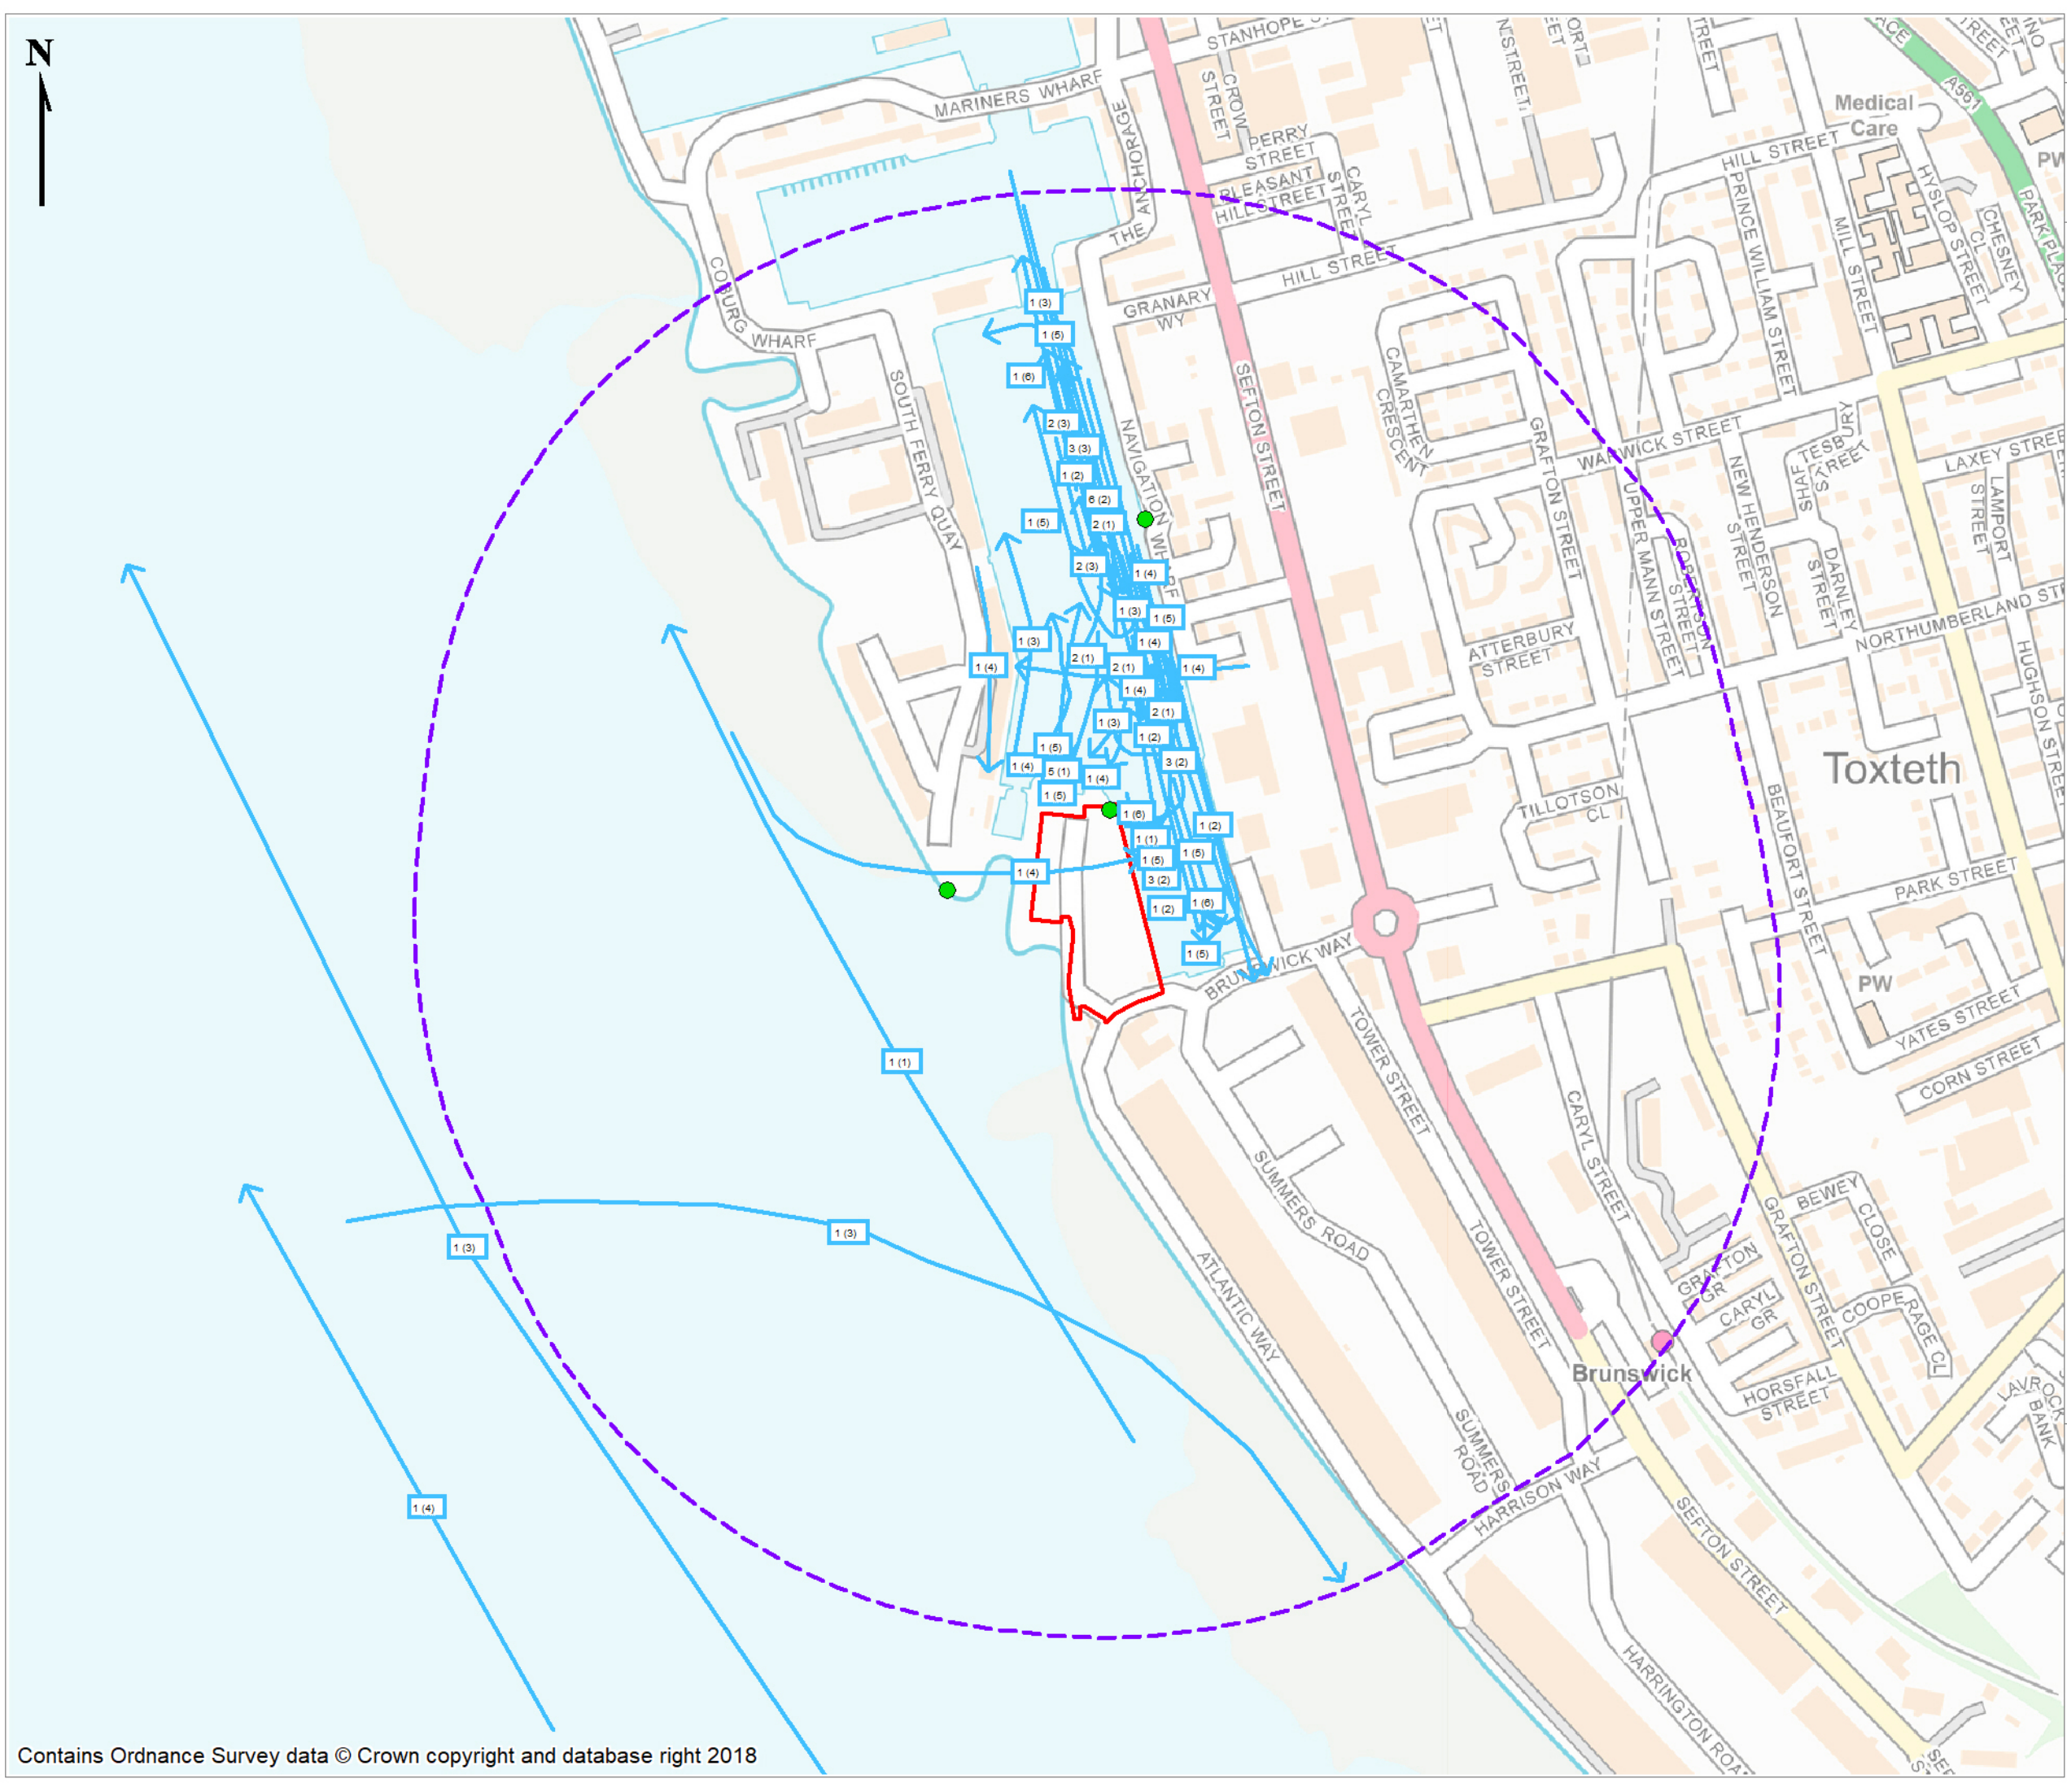 N
STANHOPE S
MARINERS WHARF
THE ANCHORAGE
CROW
STREET
PERRY
STREET
PLEASANT
HILL STREET
CARYL
STREET
HILL STREET
GRANARY
WY
COBURG
WHARF
SOUTH FERRY QUAY
NAVIGATION WHARF
SEFTON STREET
CAMARTHEN
CRESCENT
GRAFTON STREET
WARWICK STREET
UPPER MANN STREET
ROBERTSON
STREET
NEW HENDERSON
STREET
SHAFTESBURY
STREET
DARNLEY
STREET
LAXEY STREE
LAMPORT
STREET
NORTHUMBERLAND STR
HUGHSON STREET
ATTERBURY
STREET
TILLOTSON
CL
BEAUFORT STREET
Toxteth
PARK STREET
PW
YATES STREET
CORN STREET
Medical
Care
A561
PARK PLAC
HILL STREET
PRINCE WILLIAM STREET
MILL STREET
HYSLOP STREET
CHESNEY
CL
PW
1 (3)
1 (5)
1 (6)
2 (3)
3 (3)
1 (2)
6 (2)
1 (5)
2 (1)
2 (3)
1 (4)
1 (3)
1 (5)
1 (3)
1 (4)
2 (1)
1 (4)
2 (1)
1 (4)
1 (4)
2 (1)
1 (3)
1 (2)
1 (5)
3 (2)
1 (4)
5 (1)
1 (4)
1 (5)
1 (6)
1 (2)
1 (1)
1 (5)
1 (5)
1 (4)
3 (2)
1 (6)
1 (2)
1 (5)
1 (1)
1 (3)
1 (3)
1 (4)
BRUNSWICK WAY
TOWER STREET
CARYL STREET
SUMMERS ROAD
TOWER STREET
ATLANTIC WAY
SUMMERS
ROAD
HARRISON WAY
Brunswick
GRAFTON
GR
CARYL
GR
GRAFTON STREET
BEWEY
CLOSE
COOPERAGE CL
HORSFALL
STREET
LAVROCK
BANK
SEFTON STREET
HARRINGTON ROA
Contains Ordnance Survey data © Crown copyright and database right 2018